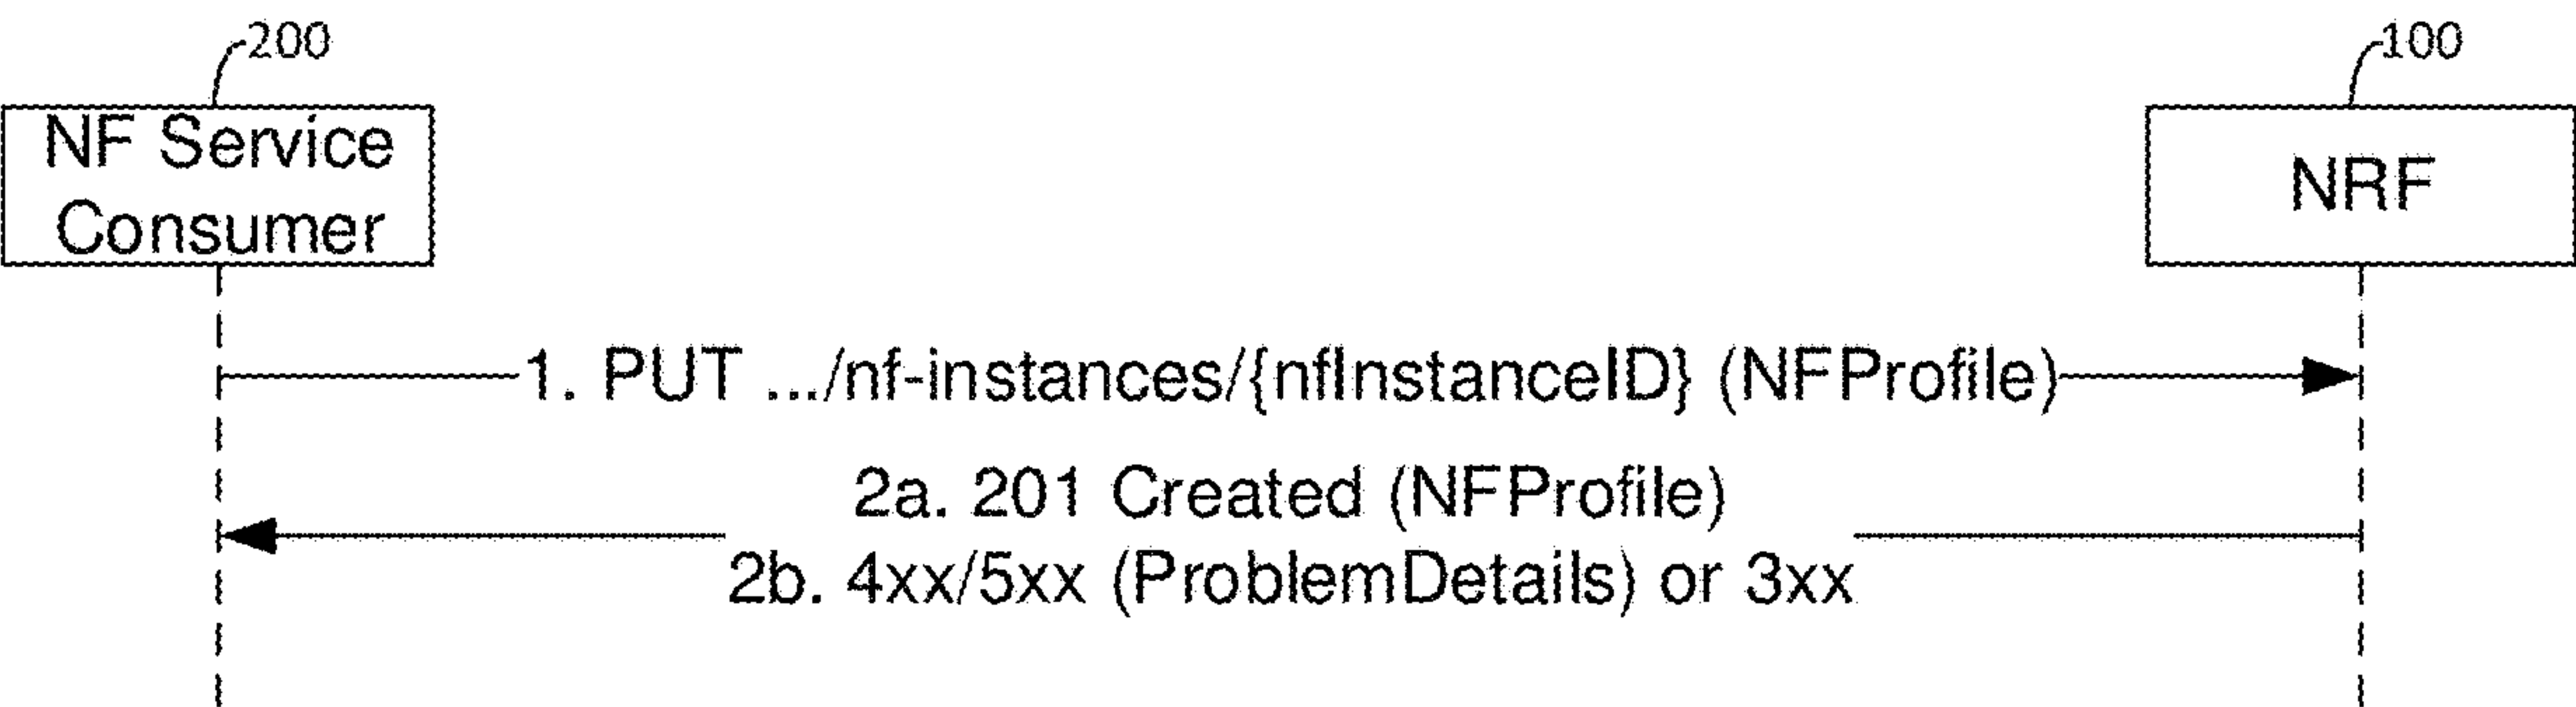 200
100
NF Service
Consumer
NRF
1. PUT .../nf-instances/{nfInstanceID} (NFProfile)
2a. 201 Created (NFProfile)
2b. 4xx/5xx (ProblemDetails) or 3xx